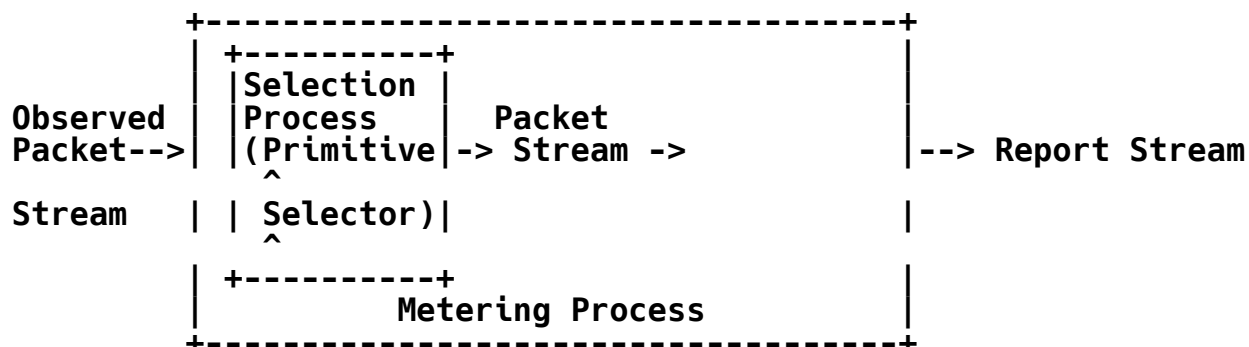 +------------------------------------+
| +----------+ |
| |Selection | |
Observed | |Process | Packet |
Packet-->| |(Primitive|-> Stream -> |--> Report Stream
^
Stream | | Selector)| |
^
| +----------+ |
| Metering Process |
+------------------------------------+